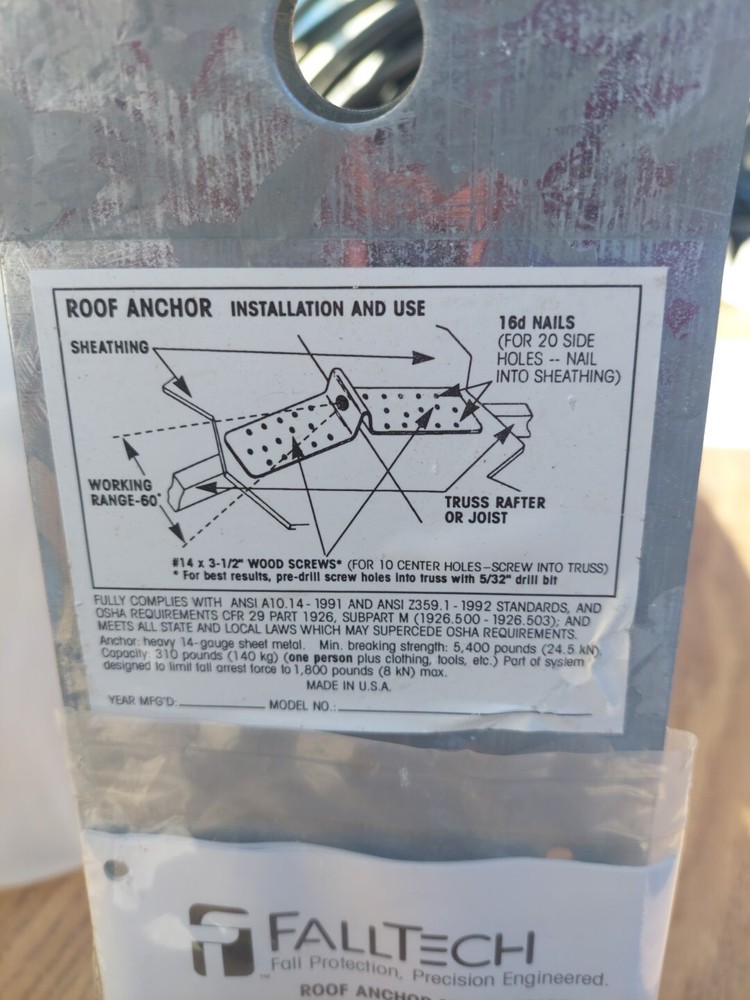 ROOF ANCHOR INSTALLATION AND USE
16d NAILS
(FOR 20 SIDE
HOLES -- NAIL
INTO SHEATHING)
SHEATHING
WORKING
RANGE-60°
TRUSS RAFTER
OR JOIST
#14 x 3-1/2" WOOD SCREWS* (FOR 10 CENTER HOLES-SCREW INTO TRUSS)
* For best results, pre-drill screw holes into truss with 5/32" drill bit
FULLY COMPLIES WITH ANSI A10.14-1991 AND ANSI Z359.1-1992 STANDARDS, AND
OSHA REQUIREMENTS CFR 29 PART 1926, SUBPART M (1926.500 - 1926.503); AND
MEETS ALL STATE AND LOCAL LAWS WHICH MAY SUPERCEDE OSHA REQUIREMENTS.
Anchor: heavy 14-gauge sheet metal. Min. breaking strength: 5,400 pounds (24.5 kN)
Capacity: 310 pounds (140 kg) (one person plus clothing, tools, etc.) Part of system
designed to limit fall arrest force to 1,800 pounds (8 kN) max.
MADE IN U.S.A.
YEAR MFG'D: MODEL NO.:
FALLTECH
™ Fall Protection, Precision Engineered.
ROOF ANCHOR